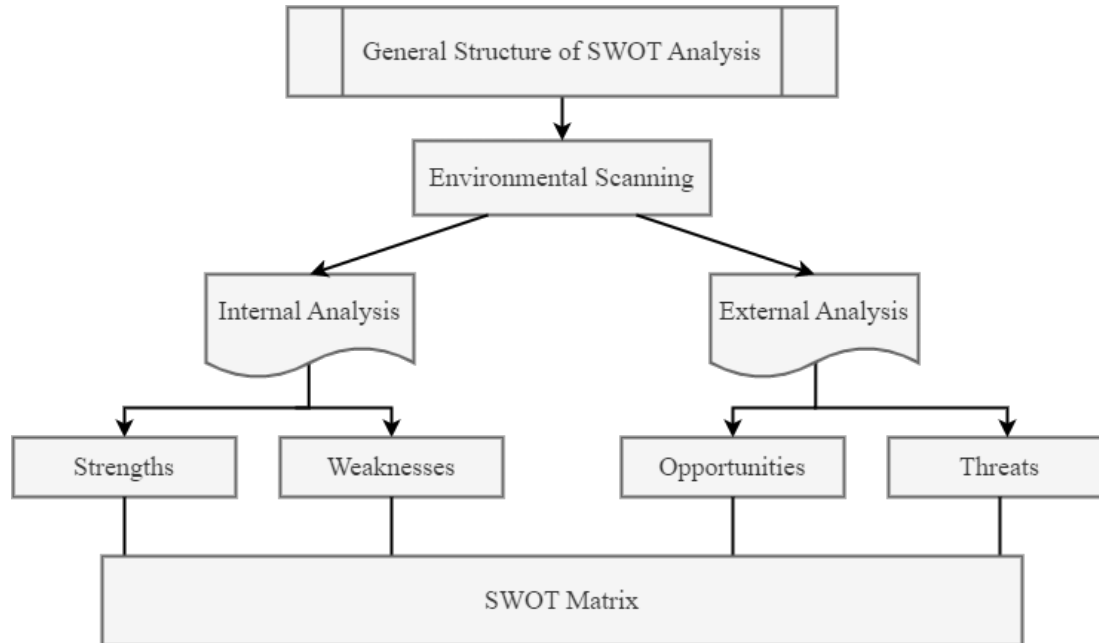 General Structure of SWOT Analysis
Environmental Scanning
Internal Analysis
External Analysis
Strengths
Weaknesses
Opportunities
Threats
SWOT Matrix